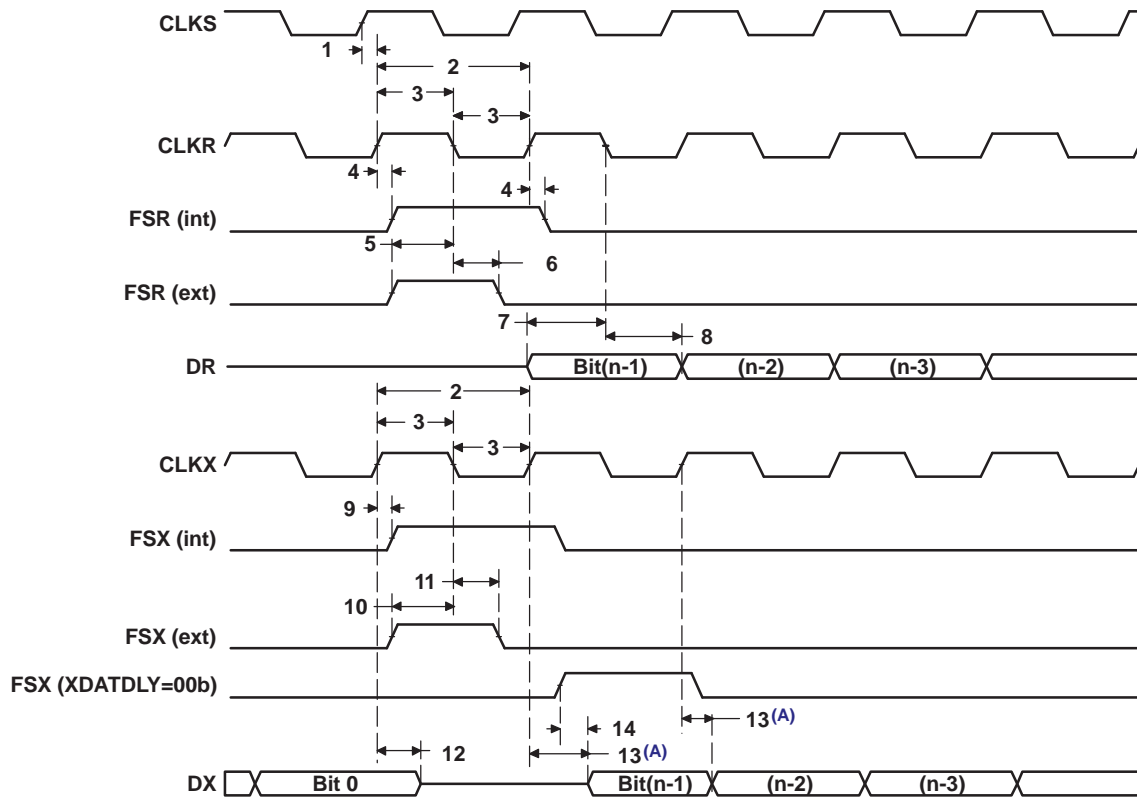 CLKS
1
2
3
3
CLKR
4
4
FSR (int)
5
6
FSR (ext)
7
8
DR
Bit(n-1)
(n-2)
(n-3)
2
3
3
CLKX
9
FSX (int)
11
10
FSX (ext)
FSX (XDATDLY=00b)
14
13(A)
12
13(A)
DX
Bit 0
Bit(n-1)
(n-2)
(n-3)